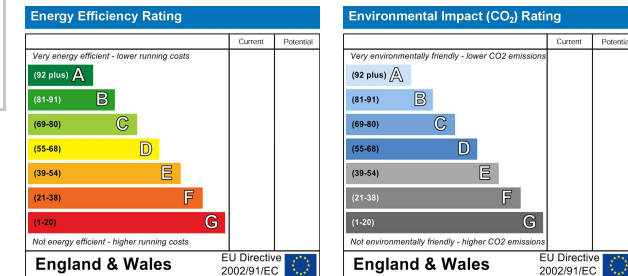 Energy Efficiency Rating
Current Potential
Very energy efficient - lower running costs
(92 plus) A
(81-91) B
(69-80) C
(55-68) D
(39-54) E
(21-38) F
(1-20) G
Not energy efficient - higher running costs
England & Wales
EU Directive
2002/91/EC
Environmental Impact (CO₂) Rating
Current Potential
Very environmentally friendly - lower CO2 emissions
(92 plus) A
(81-91) B
(69-80) C
(55-68) D
(39-54) E
(21-38) F
(1-20) G
Not environmentally friendly - higher CO2 emissions
England & Wales
EU Directive
2002/91/EC